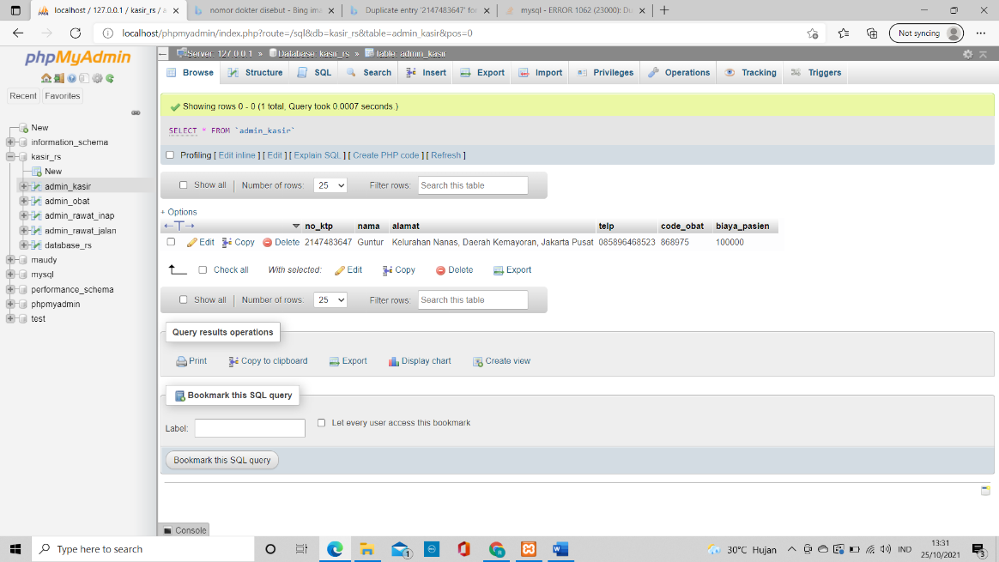 localhost / 127.0.0.1 / kasir_rs / a
nomor dokter disebut - Bing ima
Duplicate entry '2147483647' for
mysql - ERROR 1062 (23000): Du
localhost/phpmyadmin/index.php?route=/sql&db=kasir_rs&table=admin_kasir&pos=0
Not syncing
phpMyAdmin
Recent Favorites
New
information_schema
kasir_rs
New
admin_kasir
admin_obat
admin_rawat_inap
admin_rawat_jalan
database_rs
maudy
mysql
performance_schema
phpmyadmin
test
Server: 127.0.0.1 » Database: kasir_rs » Table: admin_kasir
Browse Structure SQL Search Insert Export Import Privileges Operations Tracking Triggers
Showing rows 0 - 0 (1 total, Query took 0.0007 seconds.)
SELECT * FROM `admin_kasir`
Profiling [ Edit inline ] [ Edit ] [ Explain SQL ] [ Create PHP code ] [ Refresh ]
Show all Number of rows: 25 Filter rows: Search this table
+ Options
←T→ no_ktp nama alamat telp code_obat biaya_pasien
Edit Copy Delete 2147483647 Guntur Kelurahan Nanas, Daerah Kemayoran, Jakarta Pusat 085896468523 868975 100000
Check all With selected: Edit Copy Delete Export
Show all Number of rows: 25 Filter rows: Search this table
Query results operations
Print Copy to clipboard Export Display chart Create view
Bookmark this SQL query
Label: Let every user access this bookmark
Bookmark this SQL query
Console
Type here to search
1
30°C Hujan
IND
13:31
25/10/2021
3